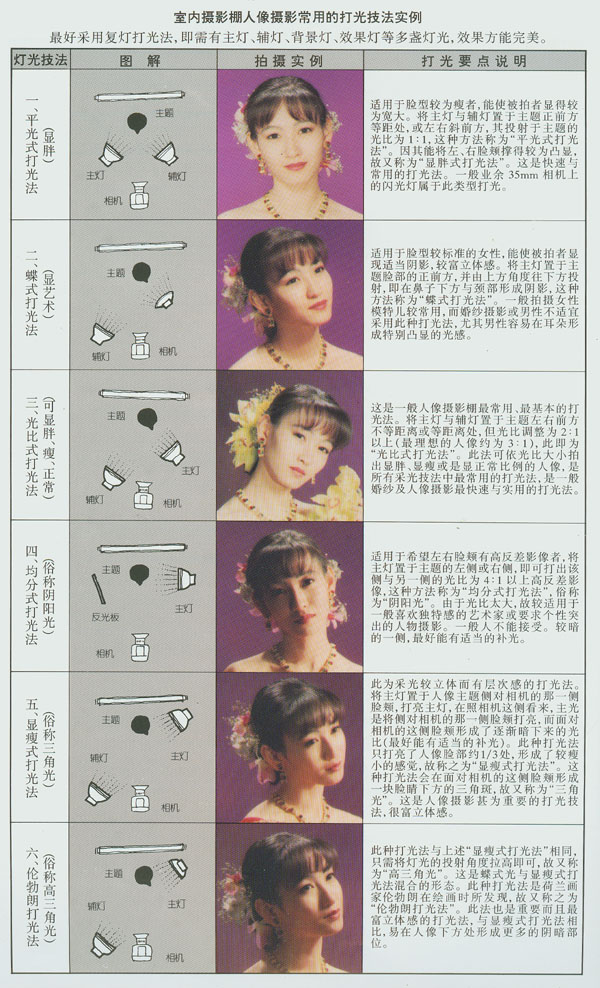 室内摄影棚人像摄影常用的打光技法实例
最好采用复灯打光法，即需有主灯、辅灯、背景灯、效果灯等多盏灯光，效果方能完美。
灯光技法
图解
拍摄实例
打光要点说明
一、平光式打光法
（显胖）
主题
主灯
辅灯
相机
适用于脸型较为瘦者，能使被拍者显得较
为宽大。将主灯与辅灯置于主题正前方
等距处，或左右斜前方，其投射于主题的
光比为1:1，这种方法称为“平光式打光
法”。因其能将左、右脸颊撑得较为凸显，
故又称为“显胖式打光法”。这是快速与
常用的打光法。一般业余35mm相机上
的闪光灯属于此类型打光。
二、蝶式打光法
（显艺术）
主题
辅灯
相机
适用于脸型较标准的女性，能使被拍者显
现适当阴影，较富立体感。将主灯置于主
题脸部的正前方，并由上方角度往下方投
射，即在鼻子下方与颈部形成阴影，这种
方法称为“蝶式打光法”。一般拍摄女性
模特儿较常用，而婚纱摄影或男性不适宜
采用此种打光法，尤其男性容易在耳朵形
成特别凸显的光感。
三、光比式打光法
（可显胖、瘦、正常）
主题
主灯
辅灯
相机
这是一般人像摄影棚最常用、最基本的打
光法。将主灯与辅灯置于主题左右前方
不等距离或等距离处，但光比调整为2:1
以上（最理想的人像约为3:1），此即为
“光比式打光法”。此法可依光比大小拍
出显胖、显瘦或是显正常比例的人像，是
所有采光技法中最常用的打光法，是一般
婚纱及人像摄影最快速与实用的打光法。
四、均分式打光法
（俗称阴阳光）
主题
主灯
反光板
相机
适用于希望左右脸颊有高反差影像者，将
主灯置于主题的左侧或右侧，即可打出该
侧与另一侧的光比为4:1以上高反差影
像，这种方法称为“均分式打光法”，俗称
为“阴阳光”。由于光比太大，故较适用于
一般喜欢独特感的艺术家或要求个性突
出的人物摄影。一般人不能接受。较暗
的一侧，最好能有适当的补光。
五、显瘦式打光法
（俗称三角光）
主题
辅灯
主灯
相机
此为采光较立体面有层次感的打光法。
将主灯置于人像主题侧对相机的那一侧
脸颊，打亮主灯，在照相机这侧看来，主光
是将侧对相机的那一侧脸颊打亮，而面对
相机的这侧脸颊形成了逐渐暗下来的光
比（最好能有适当的补光）。此种打光法
只打亮了人像脸部约1/3处，形成了较瘦
小的感觉，故称之为“显瘦式打光法”。这
种打光法会在面对相机的这侧脸颊形成
一块脸睛下方的三角斑，故又称为“三角
光”。这是人像摄影甚为重要的打光技
法，很富立体感。
六、伦勃朗打光法
（俗称高三角光）
主题
辅灯
主灯
相机
此种打光法与上述“显瘦式打光法”相同，
只需将灯光的投射角度拉高即可，故又称
为“高三角光”。这是蝶式光与显瘦式打
光法混合的形态。此种打光法是荷兰画
家伦勃朗在绘画时所发现，故又称之为
“伦勃朗打光法”。此法也是重要而且最
富立体感的打光法，与显瘦式打光法相
比，易在人像下方处形成更多的阴暗部
位。